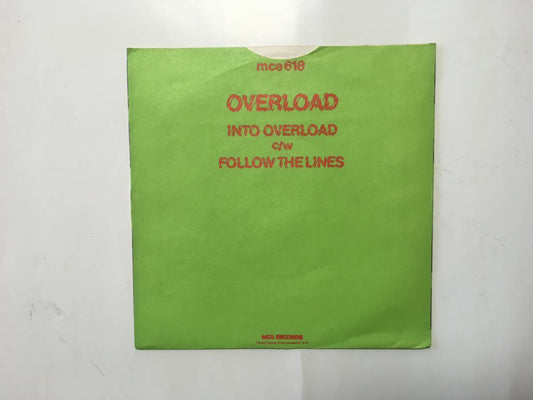 mca 618
OVERLOAD
INTO OVERLOAD
c/w
FOLLOW THE LINES
MCA RECORDS